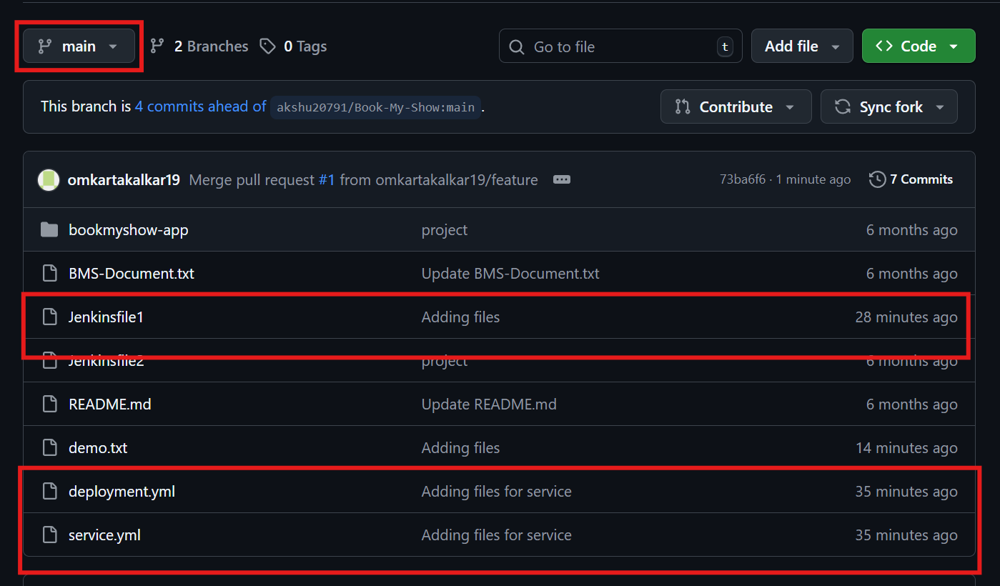 main 2 Branches 0 Tags Go to file t Add file Code
This branch is 4 commits ahead of akshu20791/Book-My-Show:main . Contribute Sync fork
omkartakalkar19 Merge pull request #1 from omkartakalkar19/feature 73ba6f6 · 1 minute ago 7 Commits
bookmyshow-app project 6 months ago
BMS-Document.txt Update BMS-Document.txt 6 months ago
Jenkinsfile1 Adding files 28 minutes ago
Jenkinsfile2 project 6 months ago
README.md Update README.md 6 months ago
demo.txt Adding files 14 minutes ago
deployment.yml Adding files for service 35 minutes ago
service.yml Adding files for service 35 minutes ago